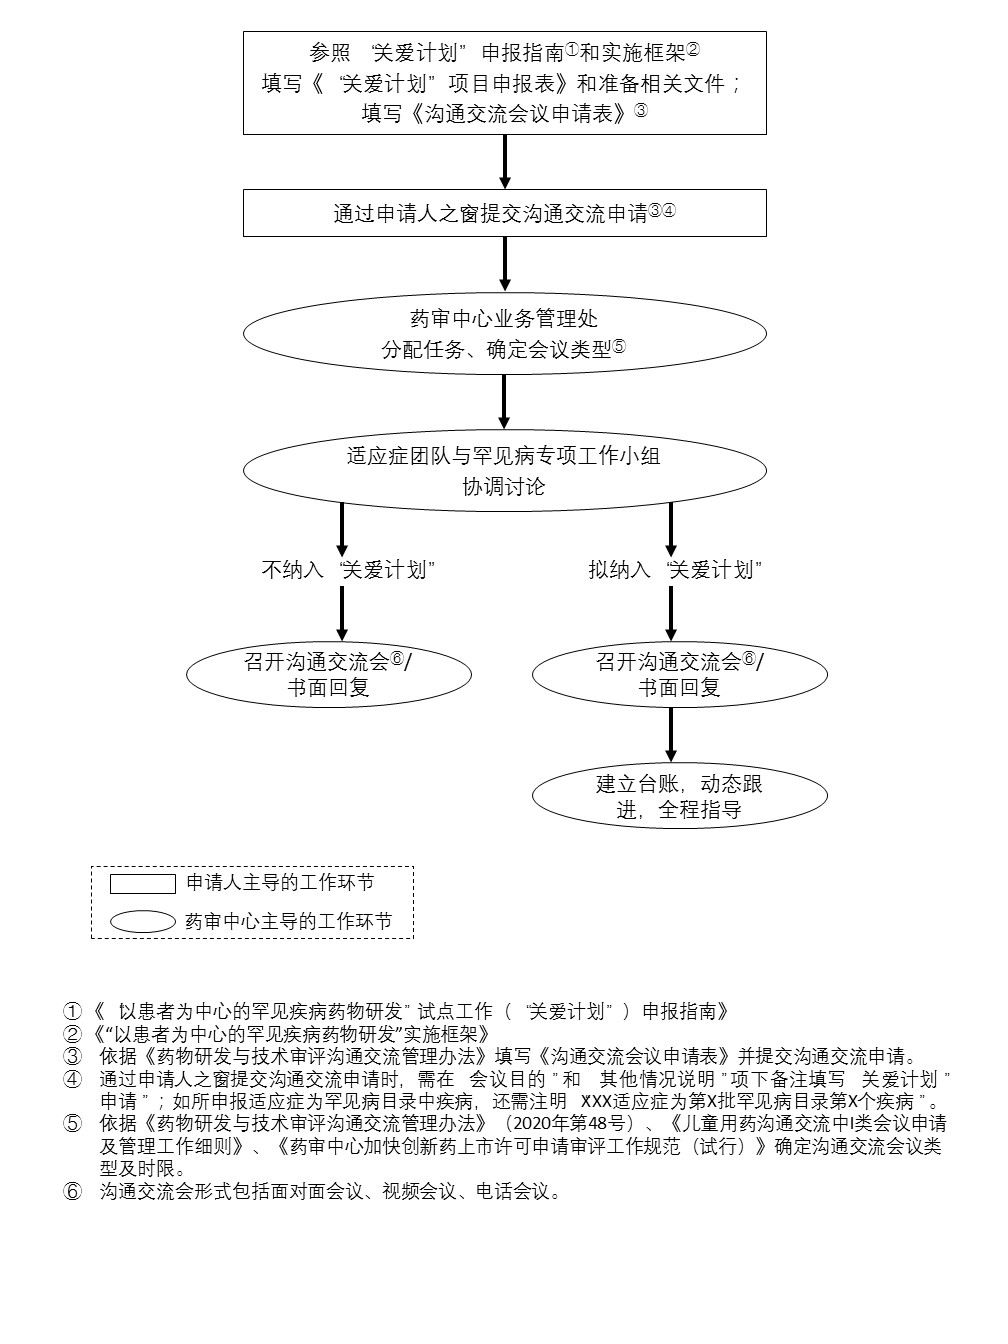 参照“关爱计划”申报指南①和实施框架②
填写《“关爱计划”项目申报表》和准备相关文件；
填写《沟通交流会议申请表》③
通过申请人之窗提交沟通交流申请③④
药审中心业务管理处
分配任务、确定会议类型⑤
适应症团队与罕见病专项工作小组
协调讨论
不纳入“关爱计划”
拟纳入“关爱计划”
召开沟通交流会⑥/
书面回复
召开沟通交流会⑥/
书面回复
建立台账，动态跟
进，全程指导
申请人主导的工作环节
药审中心主导的工作环节
①《“以患者为中心的罕见疾病药物研发”试点工作（“关爱计划”）申报指南》
②《“以患者为中心的罕见疾病药物研发”实施框架》
③ 依据《药物研发与技术审评沟通交流管理办法》填写《沟通交流会议申请表》并提交沟通交流申请。
④ 通过申请人之窗提交沟通交流申请时，需在“会议目的”和“其他情况说明”项下备注填写“关爱计划”
申请”；如所申报适应症为罕见病目录中疾病，还需注明“XXX适应症为第X批罕见病目录第X个疾病”。
⑤ 依据《药物研发与技术审评沟通交流管理办法》（2020年第48号）、《儿童用药沟通交流中I类会议申请
及管理工作细则》、《药审中心加快创新药上市许可申请审评工作规范（试行）》确定沟通交流会议类
型及时限。
⑥ 沟通交流会形式包括面对面会议、视频会议、电话会议。